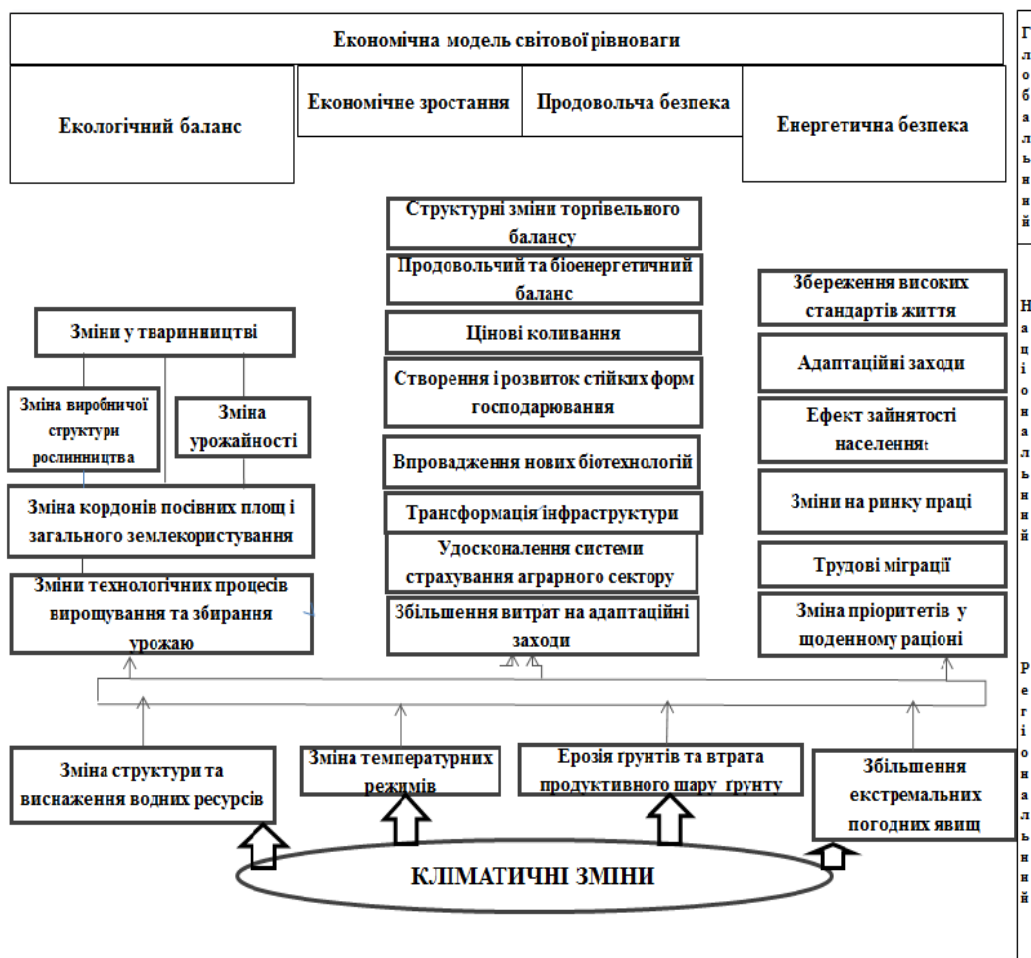 Економічна модель світової рівноваги
Екологічний баланс
Економічне зростання
Продовольча безпека
Енергетична безпека
Структурні зміни торгівельного
балансу
Продовольчий та біоенергетичний
баланс
Цінові коливання
Створення і розвиток стійких форм
господарювання
Впровадження нових біотехнологій
Трансформація інфраструктури
Удосконалення системи
страхування аграрного сектору
Збільшення витрат на адаптаційні
заходи
Зміни у тваринництві
Зміна виробничої
структури
рослинництва
Зміна
урожайності
Зміна кордонів посівних площ і
загального землекористування
Зміни технологічних процесів
вирощування та збирання
урожаю
Збереження високих
стандартів життя
Адаптаційні заходи
Ефект зайнятості
населенняt
Зміни на ринку праці
Трудові міграції
Зміна пріоритетів у
щоденному раціоні
Зміна структури та
виснаження водних ресурсів
Зміна температурних
режимів
Ерозія ґрунтів та втрата
продуктивного шару ґрунту
Збільшення
екстремальних
погодних явищ
КЛІМАТИЧНІ ЗМІНИ
Глобальний
Національний
Регіональний